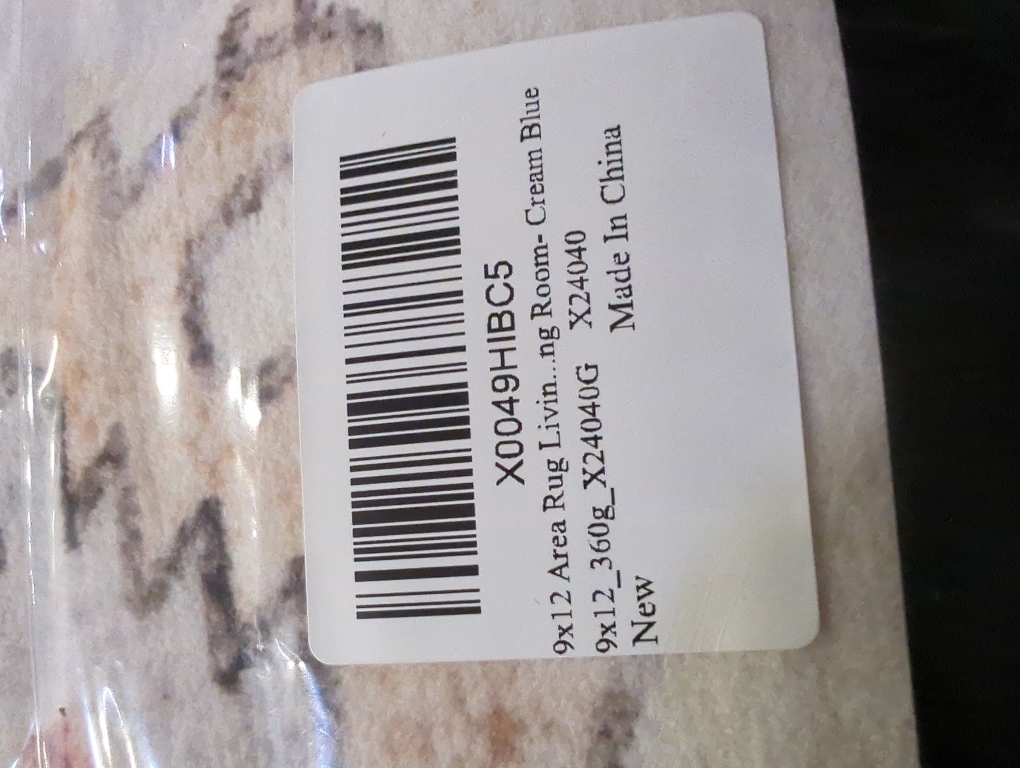 X0049HIBC5
9x12 Area Rug Livin...ng Room- Cream Blue
9x12_360g_X24040G X24040
New Made In China